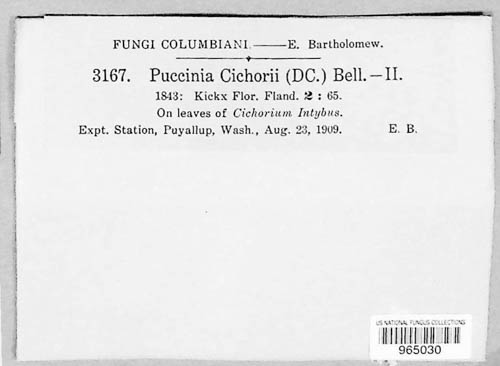 FUNGI COLUMBIANI.——E. Bartholomew.
3167. Puccinia Cichorii (DC.) Bell.—II.
1843: Kickx Flor. Fland. 2 : 65.
On leaves of Cichorium Intybus.
Expt. Station, Puyallup, Wash., Aug. 23, 1909. E. B.
US NATIONAL FUNGUS COLLECTIONS
965030